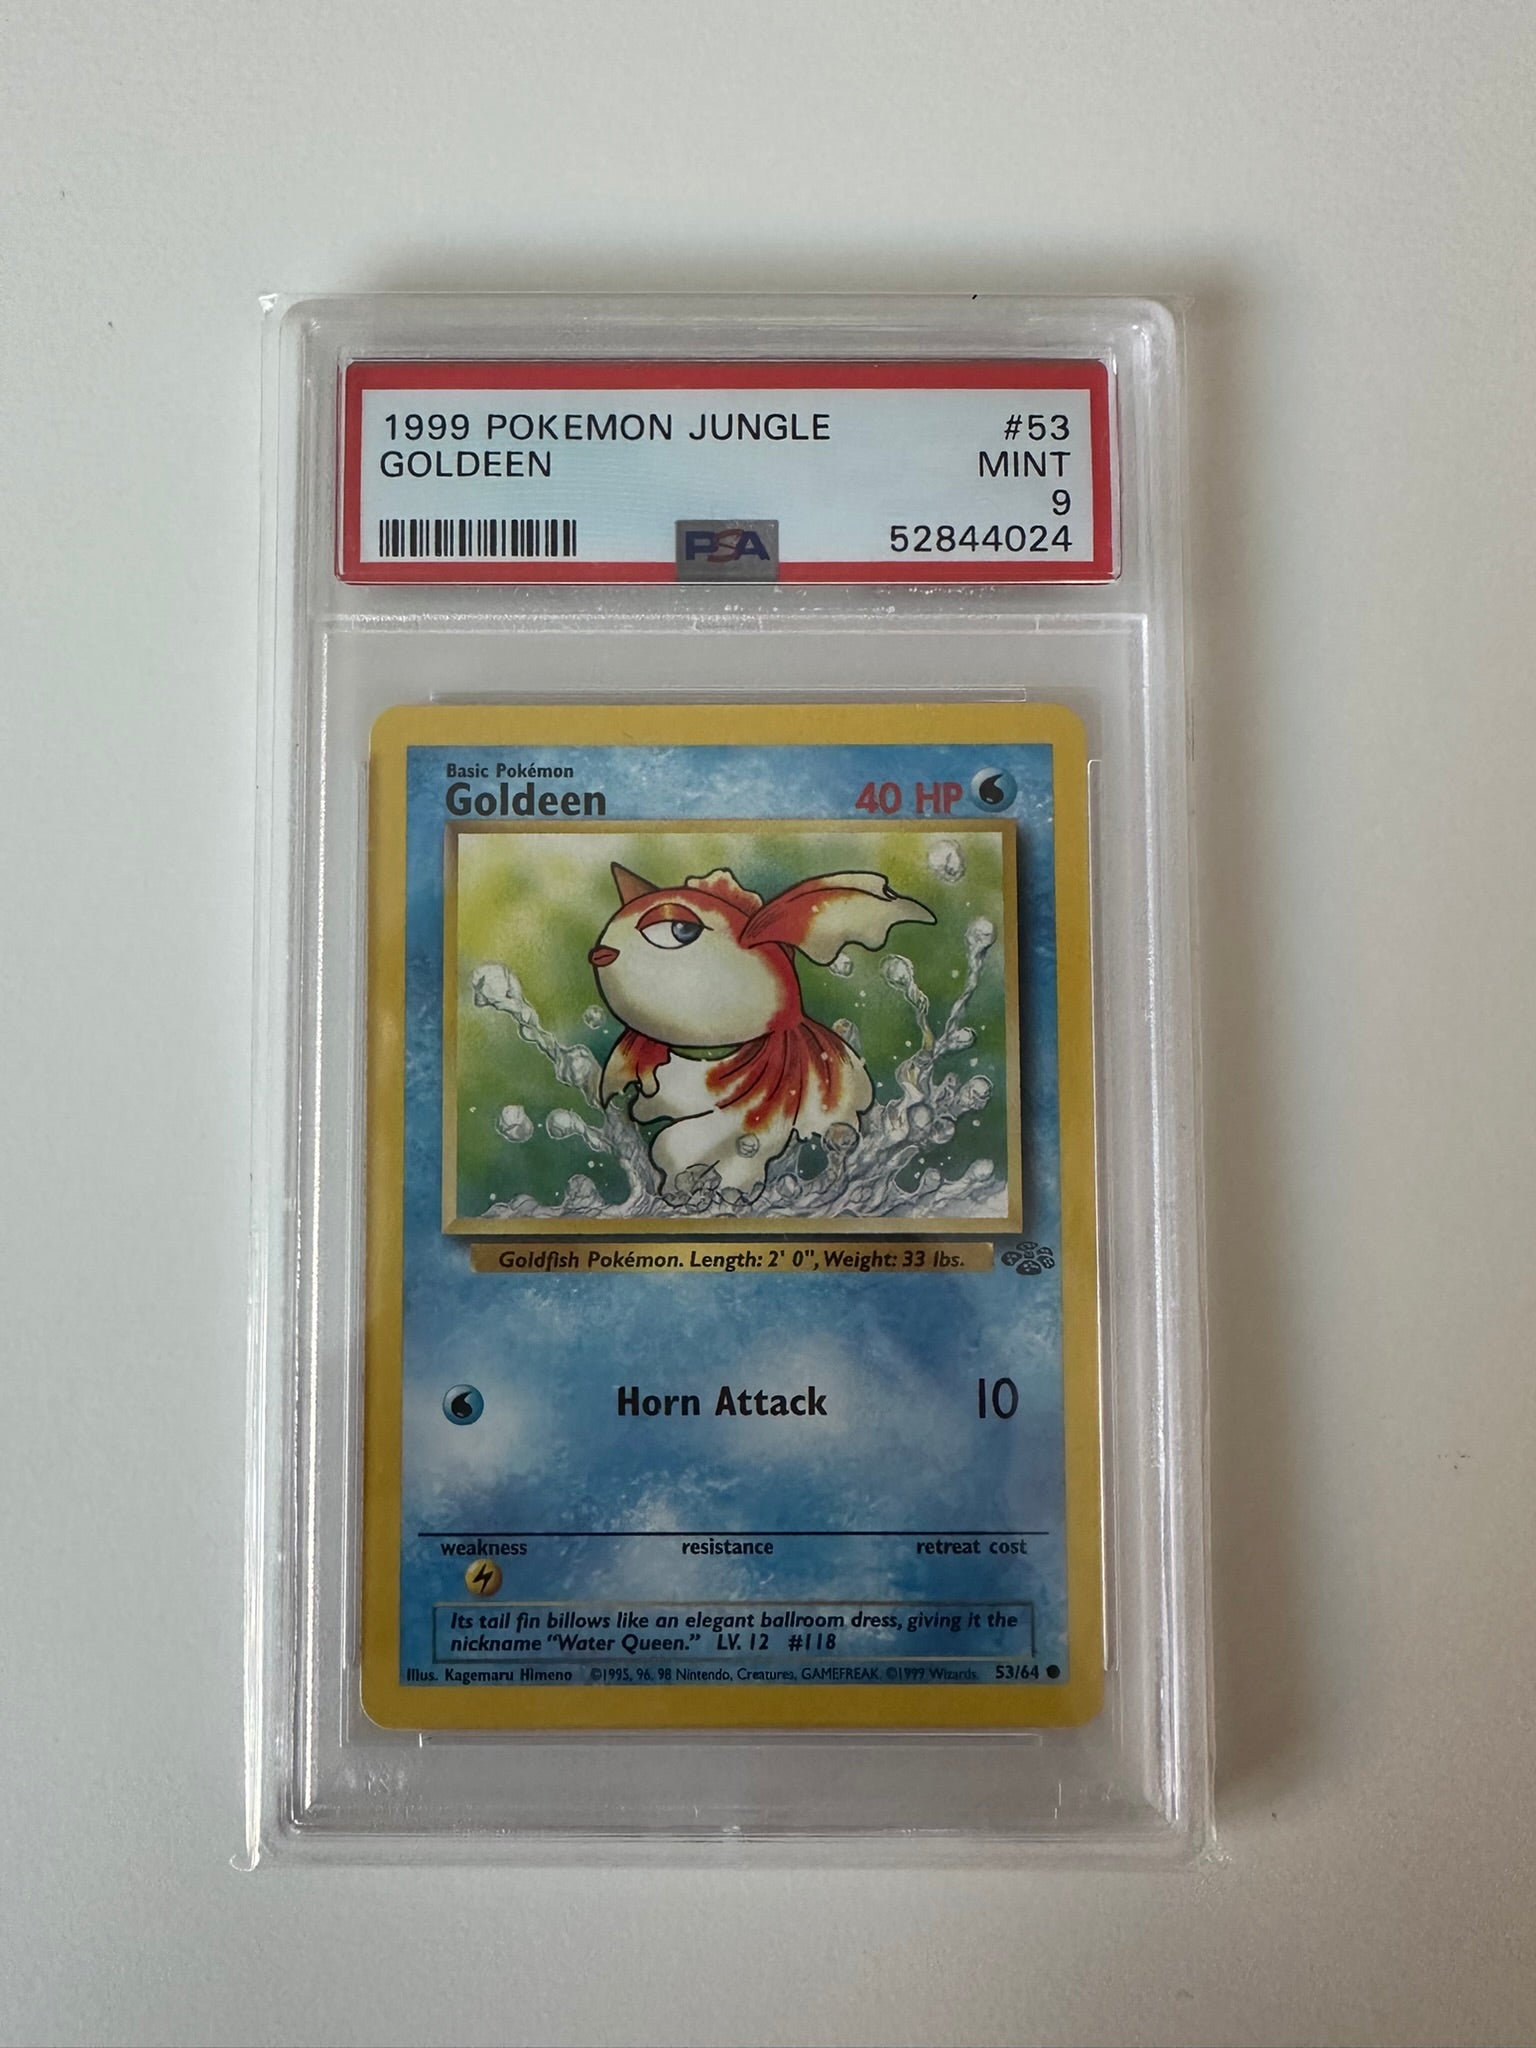 1999 POKEMON JUNGLE #53
GOLDEEN MINT
9
PSA 52844024
Basic Pokémon
Goldeen 40 HP
Goldfish Pokémon. Length: 2' 0", Weight: 33 lbs.
Horn Attack 10
weakness resistance retreat cost
Its tail fin billows like an elegant ballroom dress, giving it the
nickname "Water Queen." LV. 12 #118
Illus. Kagemaru Himeno ©1995, 96, 98 Nintendo, Creatures, GAMEFREAK. ©1999 Wizards. 53/64